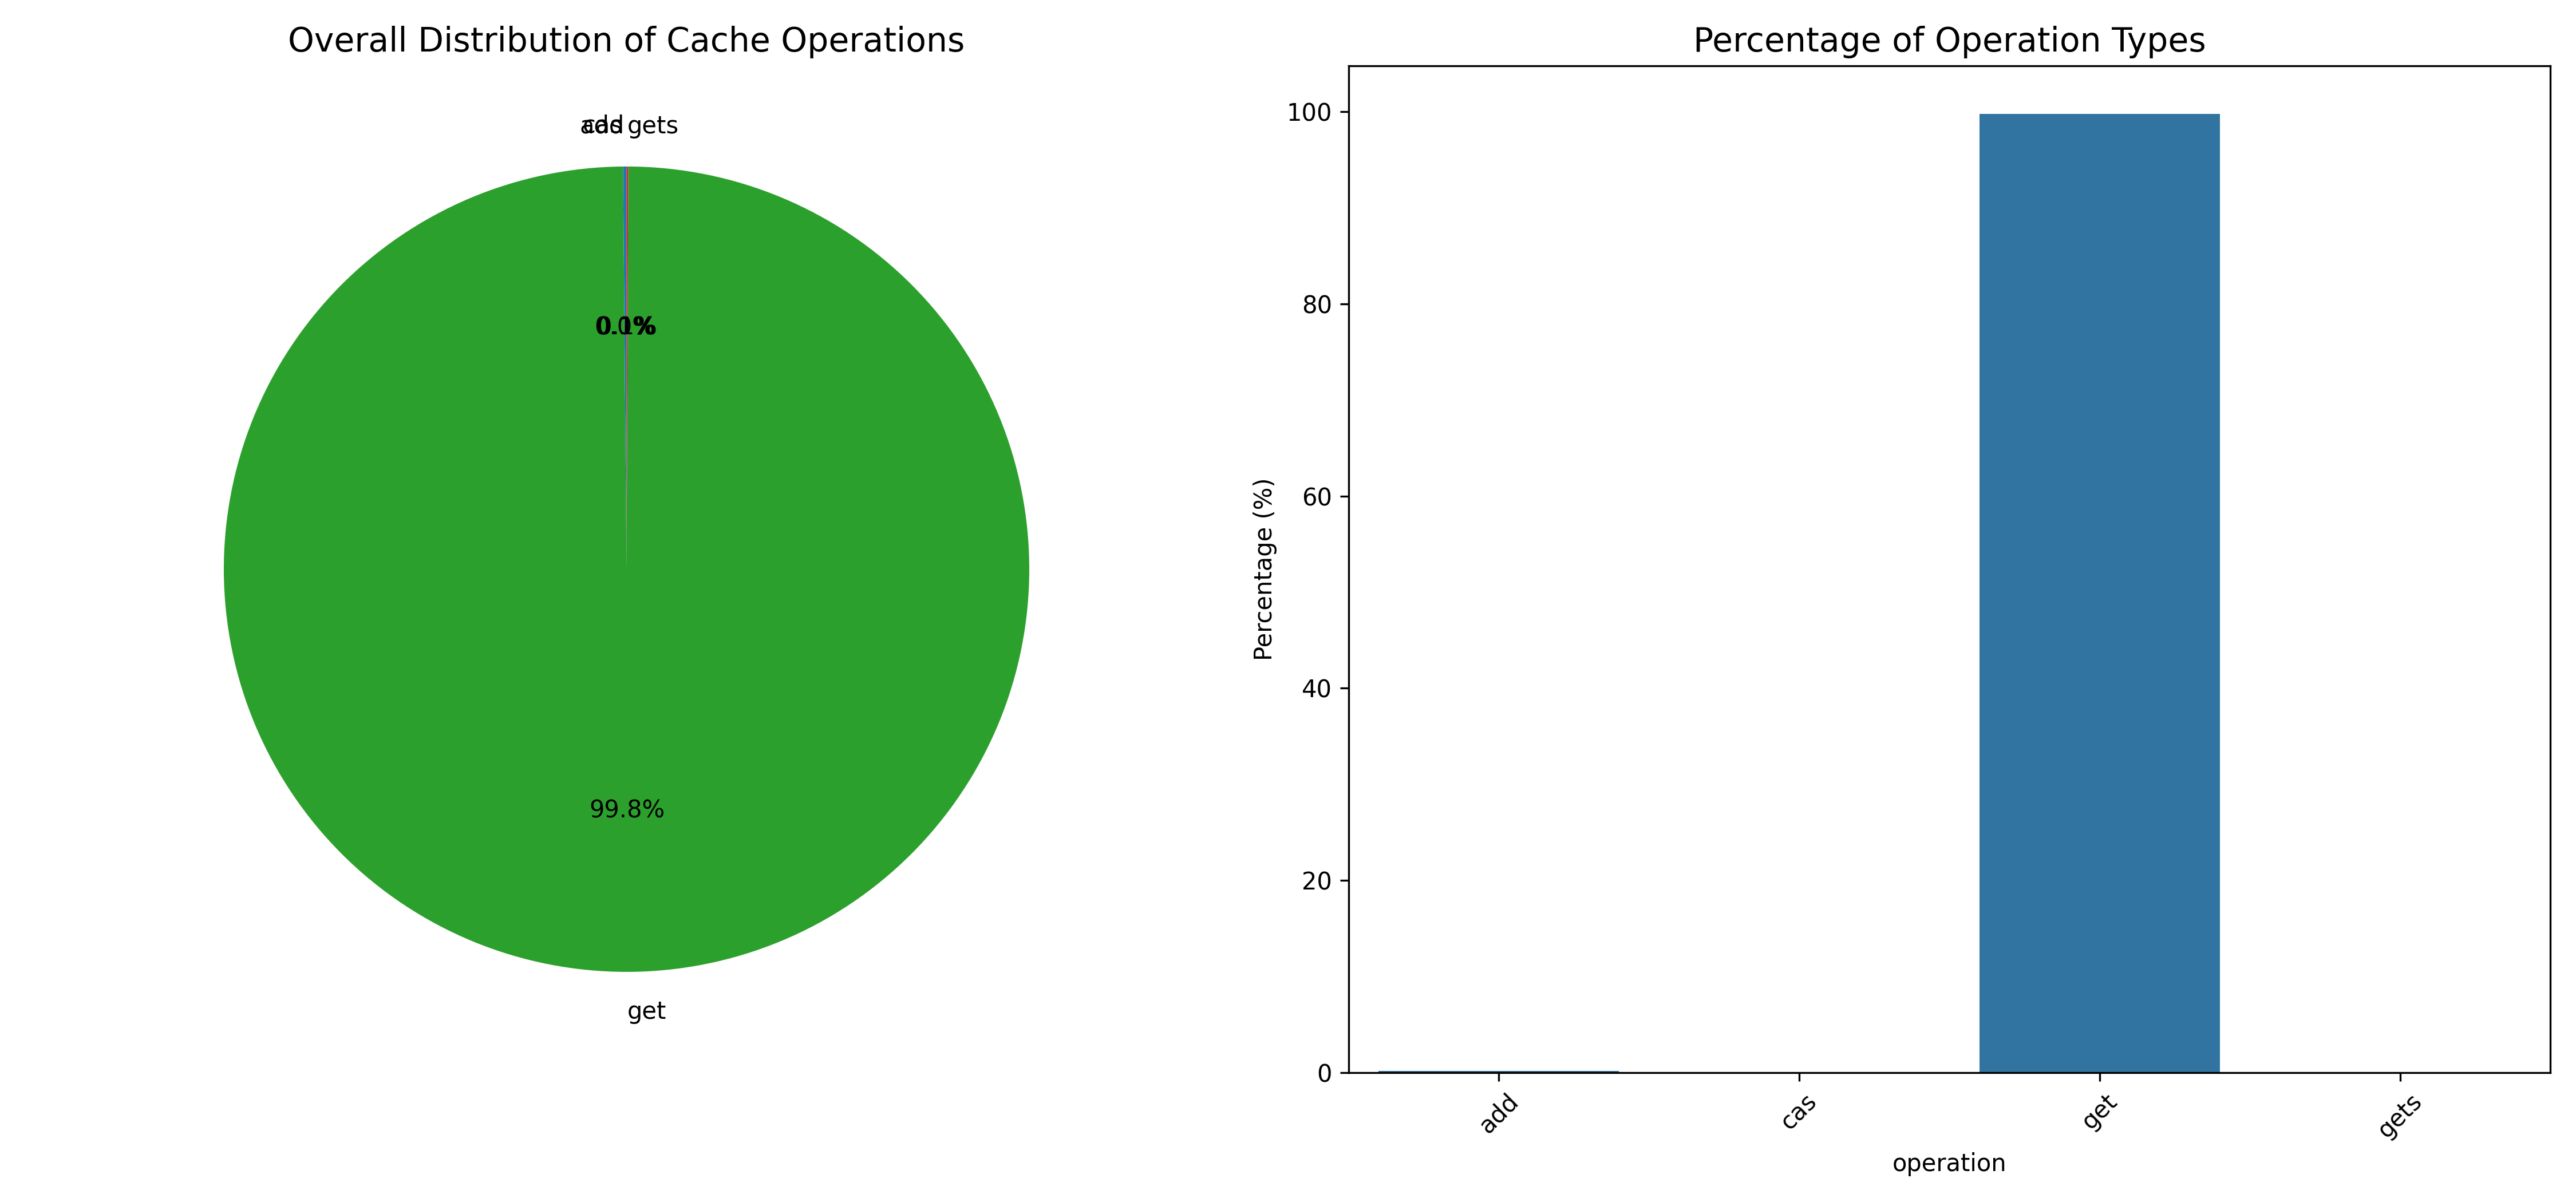 Overall Distribution of Cache Operations
gets
99.8%
get
Percentage of Operation Types
Percentage (%)
100
80
60
40
20
0
add
cas
get
gets
operation